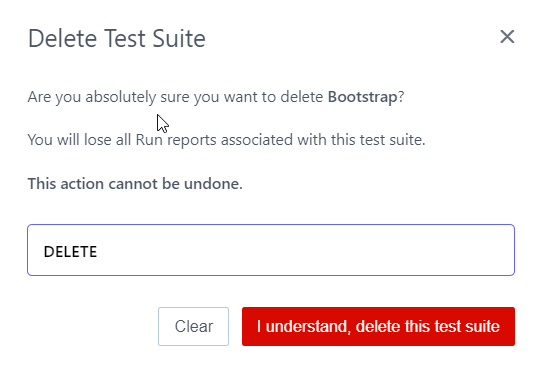 Delete Test Suite
Are you absolutely sure you want to delete Bootstrap?
You will lose all Run reports associated with this test suite.
This action cannot be undone.
DELETE
Clear
I understand, delete this test suite